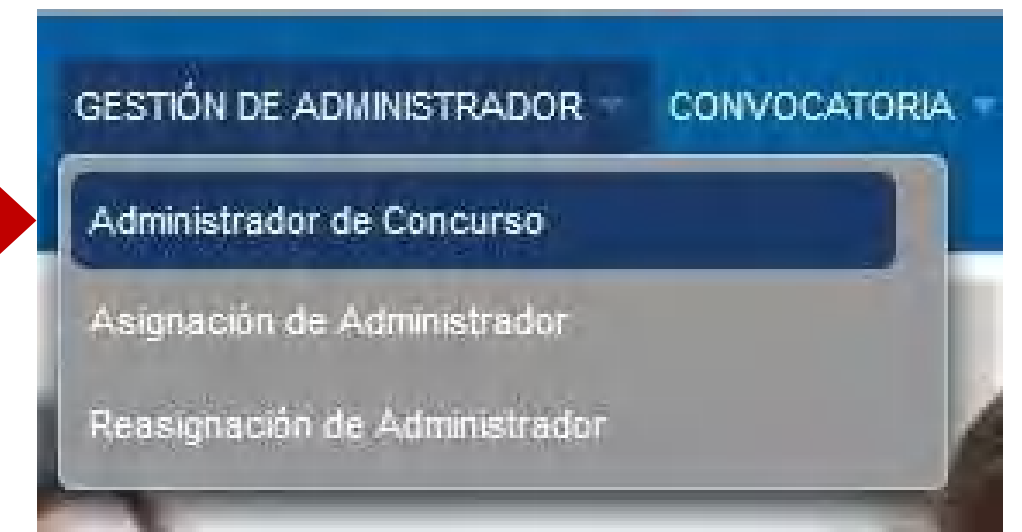 GESTIÓN DE ADMINISTRADOR CONVOCATORIA
Administrador de Concurso
Asignación de Administrador
Reasignación de Administrador